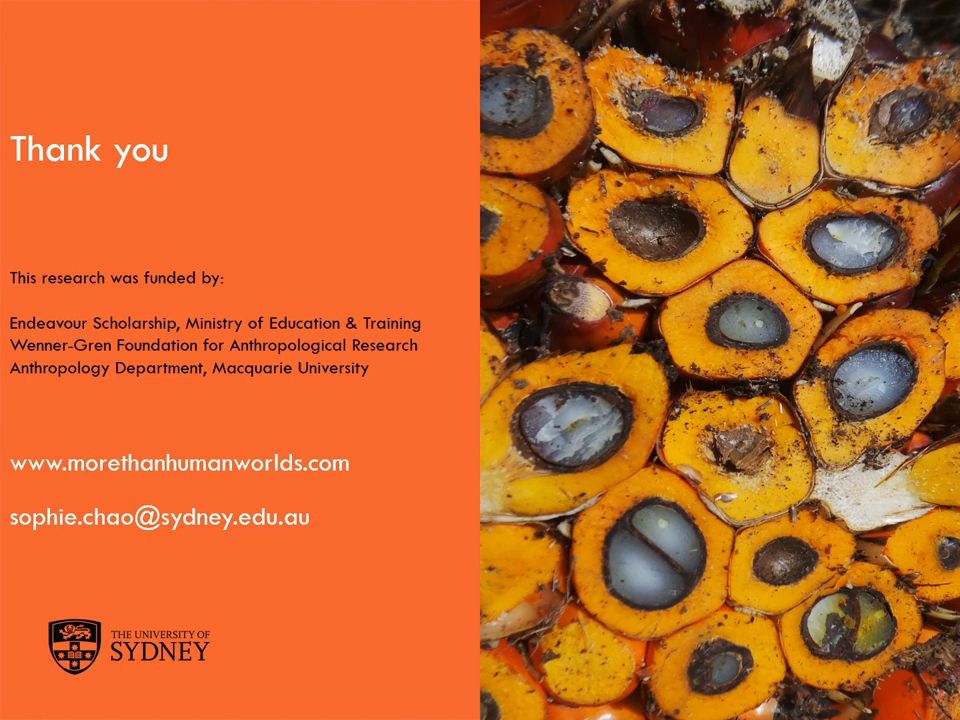 Thank you
This research was funded by:
Endeavour Scholarship, Ministry of Education & Training
Wenner-Gren Foundation for Anthropological Research
Anthropology Department, Macquarie University
www.morethanhumanworlds.com
sophie.chao@sydney.edu.au
THE UNIVERSITY OF
SYDNEY